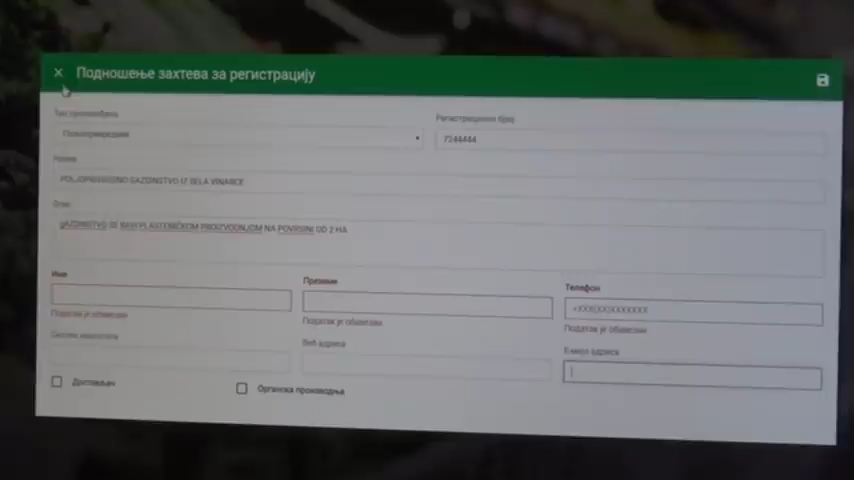 Подношење захтева за регистрацију
Тип произвођача
Регистрациони број
Пољопривредник
7244444
Назив
POLJOPRIVREDNO GAZDINSTVO IZ SELA VINARCE
Опис
GAZDINSTVO SE BAVI PLASTENIČKOM PROIZVODNJOM NA POVRSINI OD 2 HA
Име
Презиме
Телефон
Податак је обавезан
Податак је обавезан
Податак је обавезан
Веб адреса
Е-маил адреса
Достављач
Органска производња